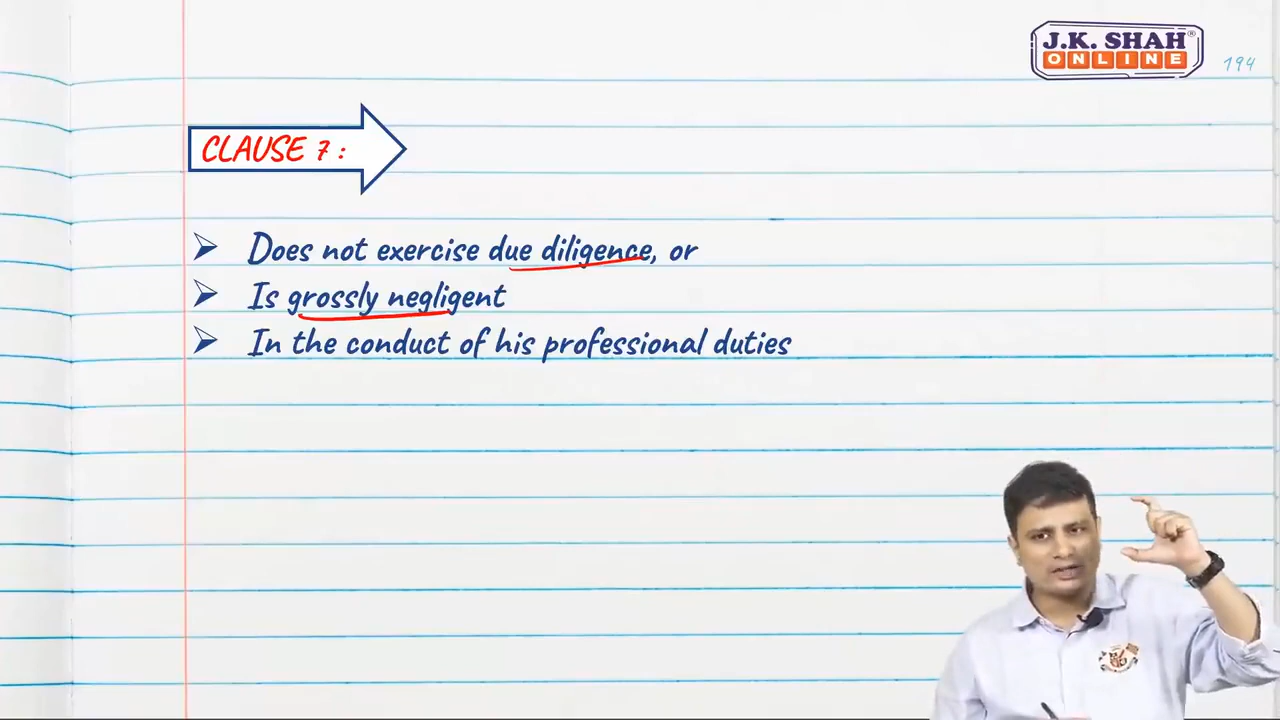 J.K. SHAH®
ONLINE
194
CLAUSE 7 :
➢ Does not exercise due diligence, or
➢ Is grossly negligent
➢ In the conduct of his professional duties